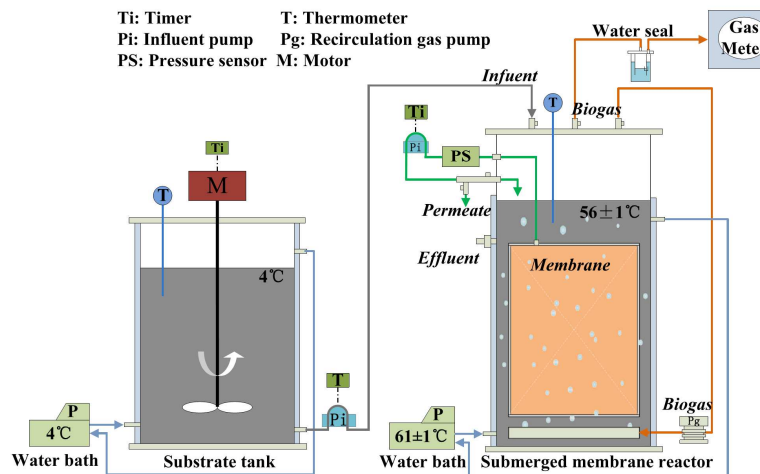 Ti: Timer T: Thermometer
Pi: Influent pump Pg: Recirculation gas pump
PS: Pressure sensor M: Motor
Water seal
Gas
Mete
Infuent
T
Biogas
Ti
Pi
PS
Ti
M
T
Permeate
56±1℃
Effluent
4℃
Membrane
T
Pi
P
4℃
Water bath
Substrate tank
P
61±1℃
Water bath
Submerged membrane reactor
Biogas
Pg